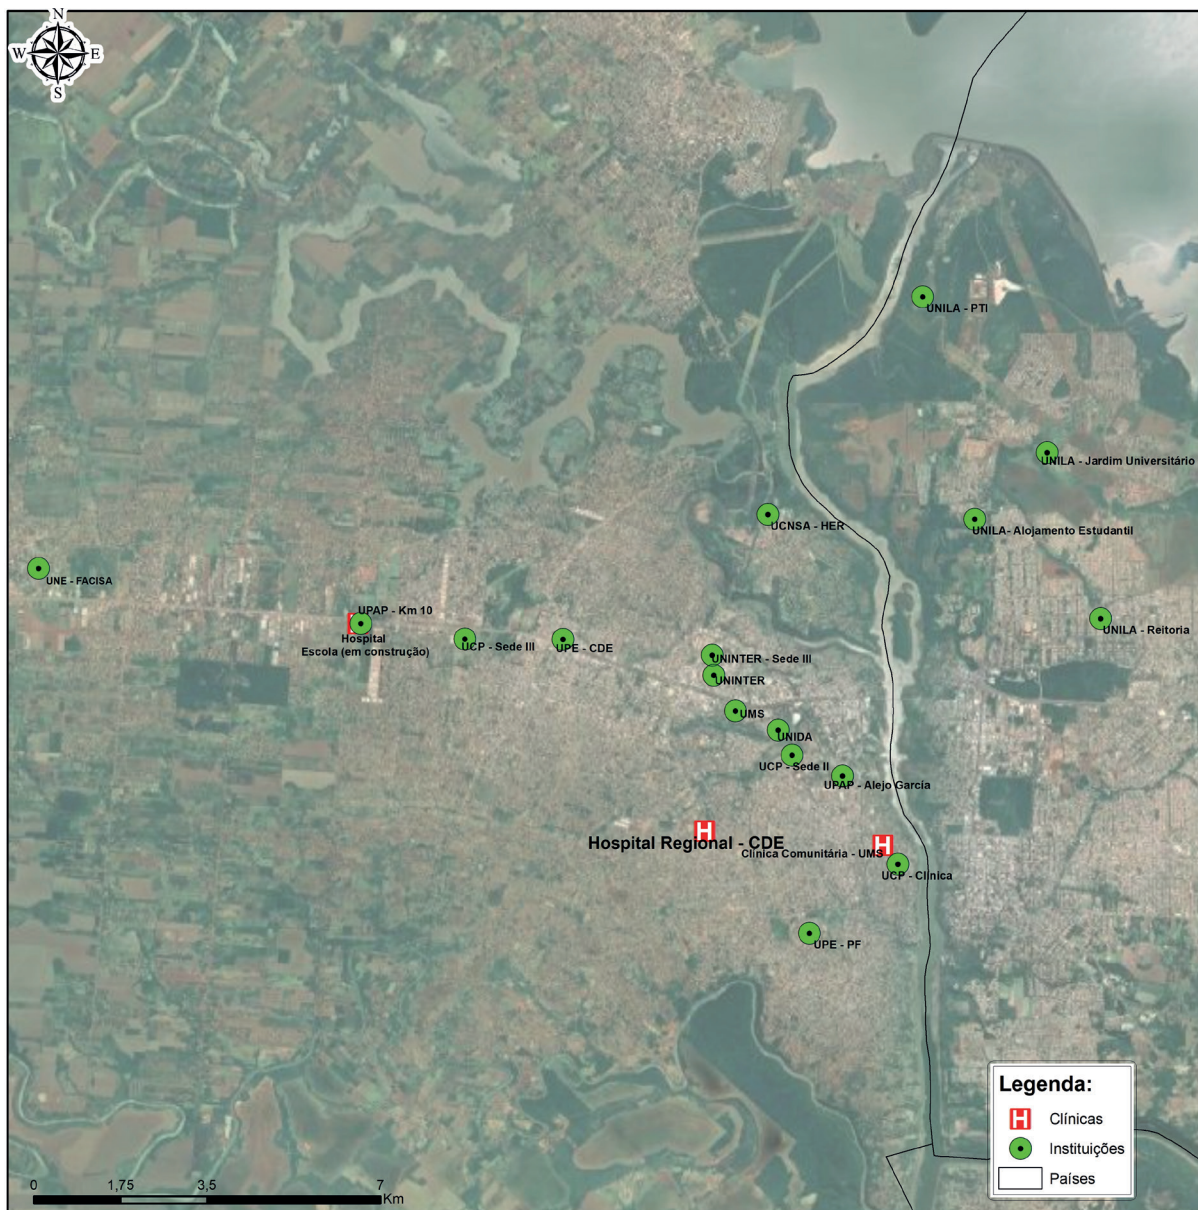 N
W E
S
UNILA - PTI
UNILA - Jardim Universitário
UCNSA - HER
UNILA- Alojamento Estudantil
UNE - FACISA
UPAP - Km 10
Hospital
Escola (em construção)
UCP - Sede III
UPE - CDE
UNILA - Reitoria
UNINTER - Sede III
UNINTER
UMS
UNIDA
UCP - Sede II
UPAP - Alejo García
H
Hospital Regional - CDE
H
Clínica Comunitária - UMS
UCP - Clínica
UPE - PF
Legenda:
H Clínicas
Instituições
Países
0 1,75 3,5 7
Km